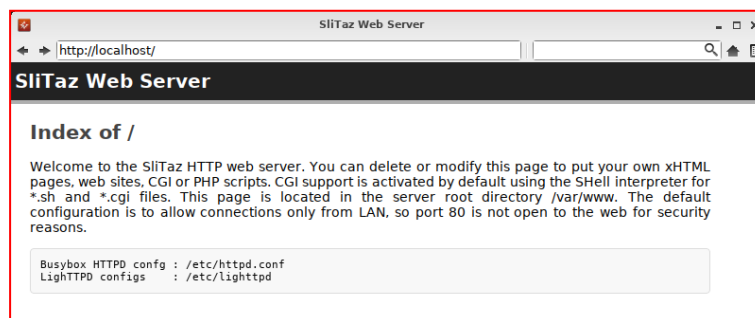 SliTaz Web Server
http://localhost/
SliTaz Web Server
Index of /
Welcome to the SliTaz HTTP web server. You can delete or modify this page to put your own xHTML
pages, web sites, CGI or PHP scripts. CGI support is activated by default using the SHell interpreter for
*.sh and *.cgi files. This page is located in the server root directory /var/www. The default
configuration is to allow connections only from LAN, so port 80 is not open to the web for security
reasons.
Busybox HTTPD confg : /etc/httpd.conf
LighTTPD configs    : /etc/lighttpd